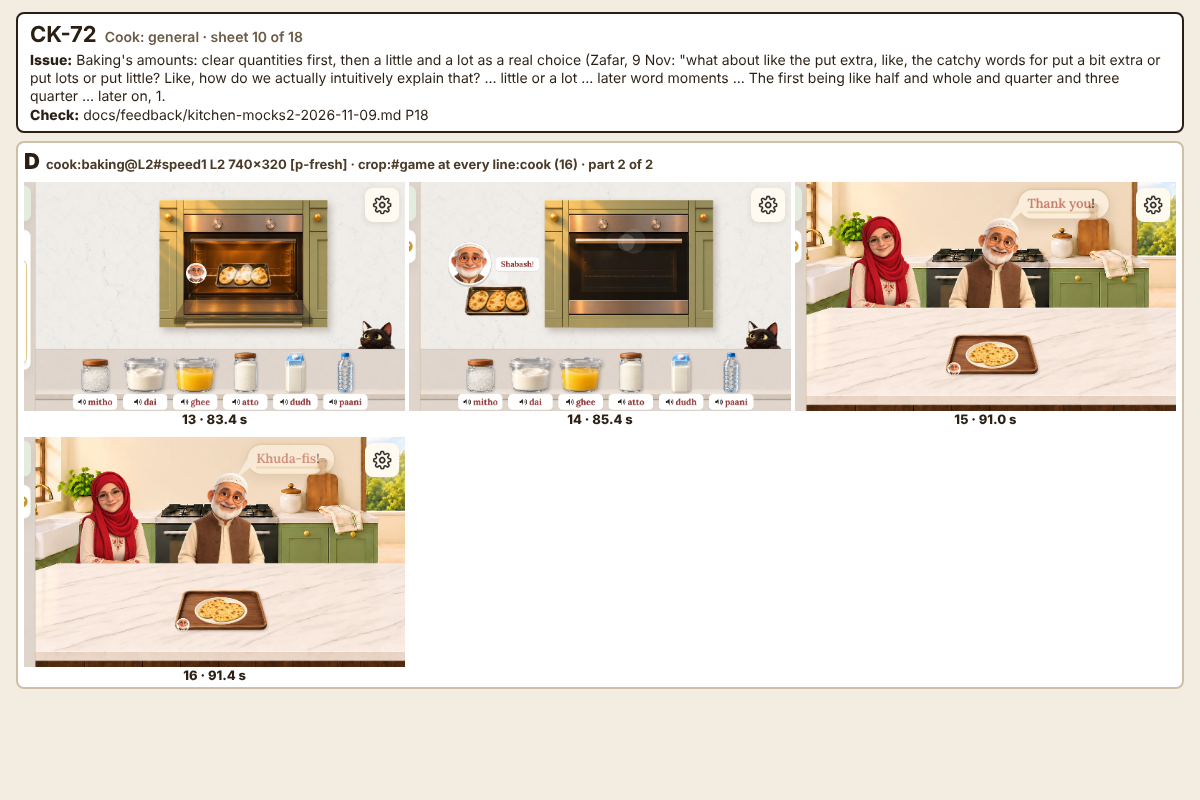 CK-72 Cook: general · sheet 10 of 18
Issue: Baking's amounts: clear quantities first, then a little and a lot as a real choice (Zafar, 9 Nov: "what about like the put extra, like, the catchy words for put a bit extra or
put lots or put little? Like, how do we actually intuitively explain that? ... little or a lot ... later word moments ... The first being like half and whole and quarter and three
quarter ... later on, 1.
Check: docs/feedback/kitchen-mocks2-2026-11-09.md P18
D cook:baking@L2#speed1 L2 740×320 [p-fresh] · crop:#game at every line:cook (16) · part 2 of 2
mitho dai ghee atto dudh paani
13 · 83.4 s
Shabash!
mitho dai ghee atto dudh paani
14 · 85.4 s
Thank you!
15 · 91.0 s
Khuda-fis!
16 · 91.4 s